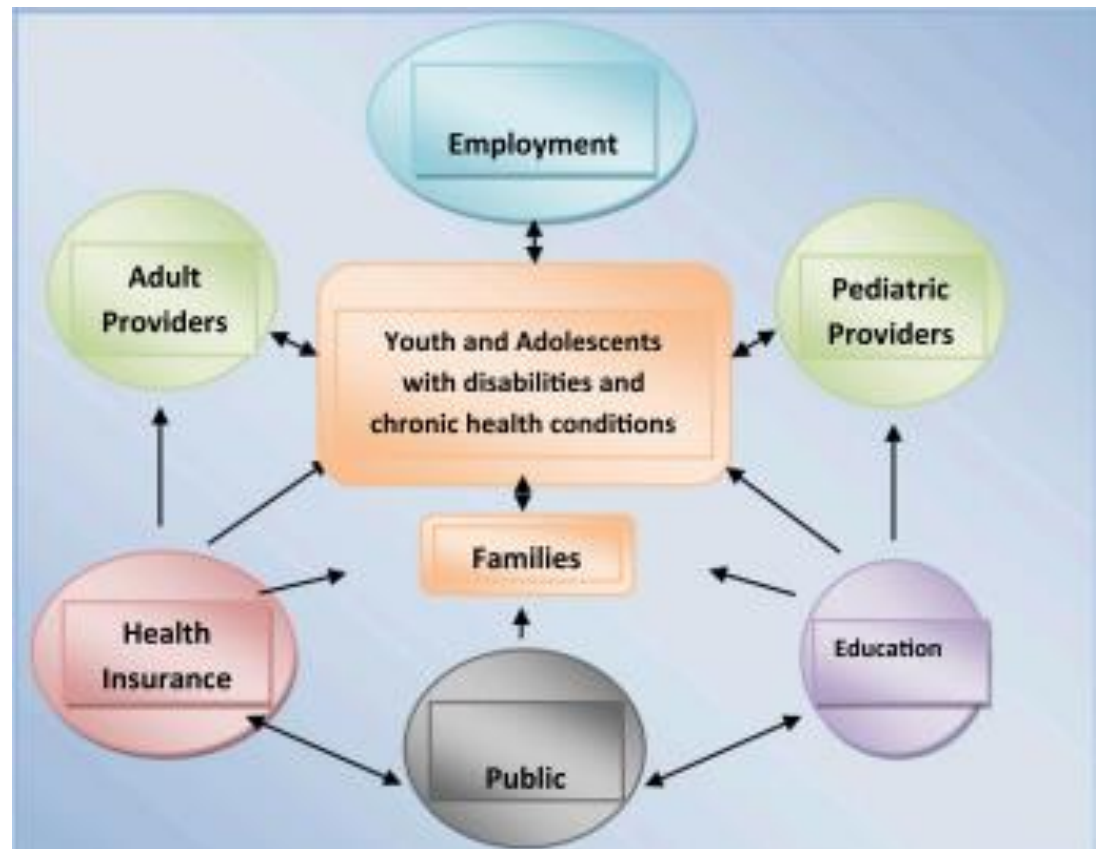 Employment
Adult
Providers
Pediatric
Providers
Youth and Adolescents
with disabilities and
chronic health conditions
Families
Health
Insurance
Education
Public